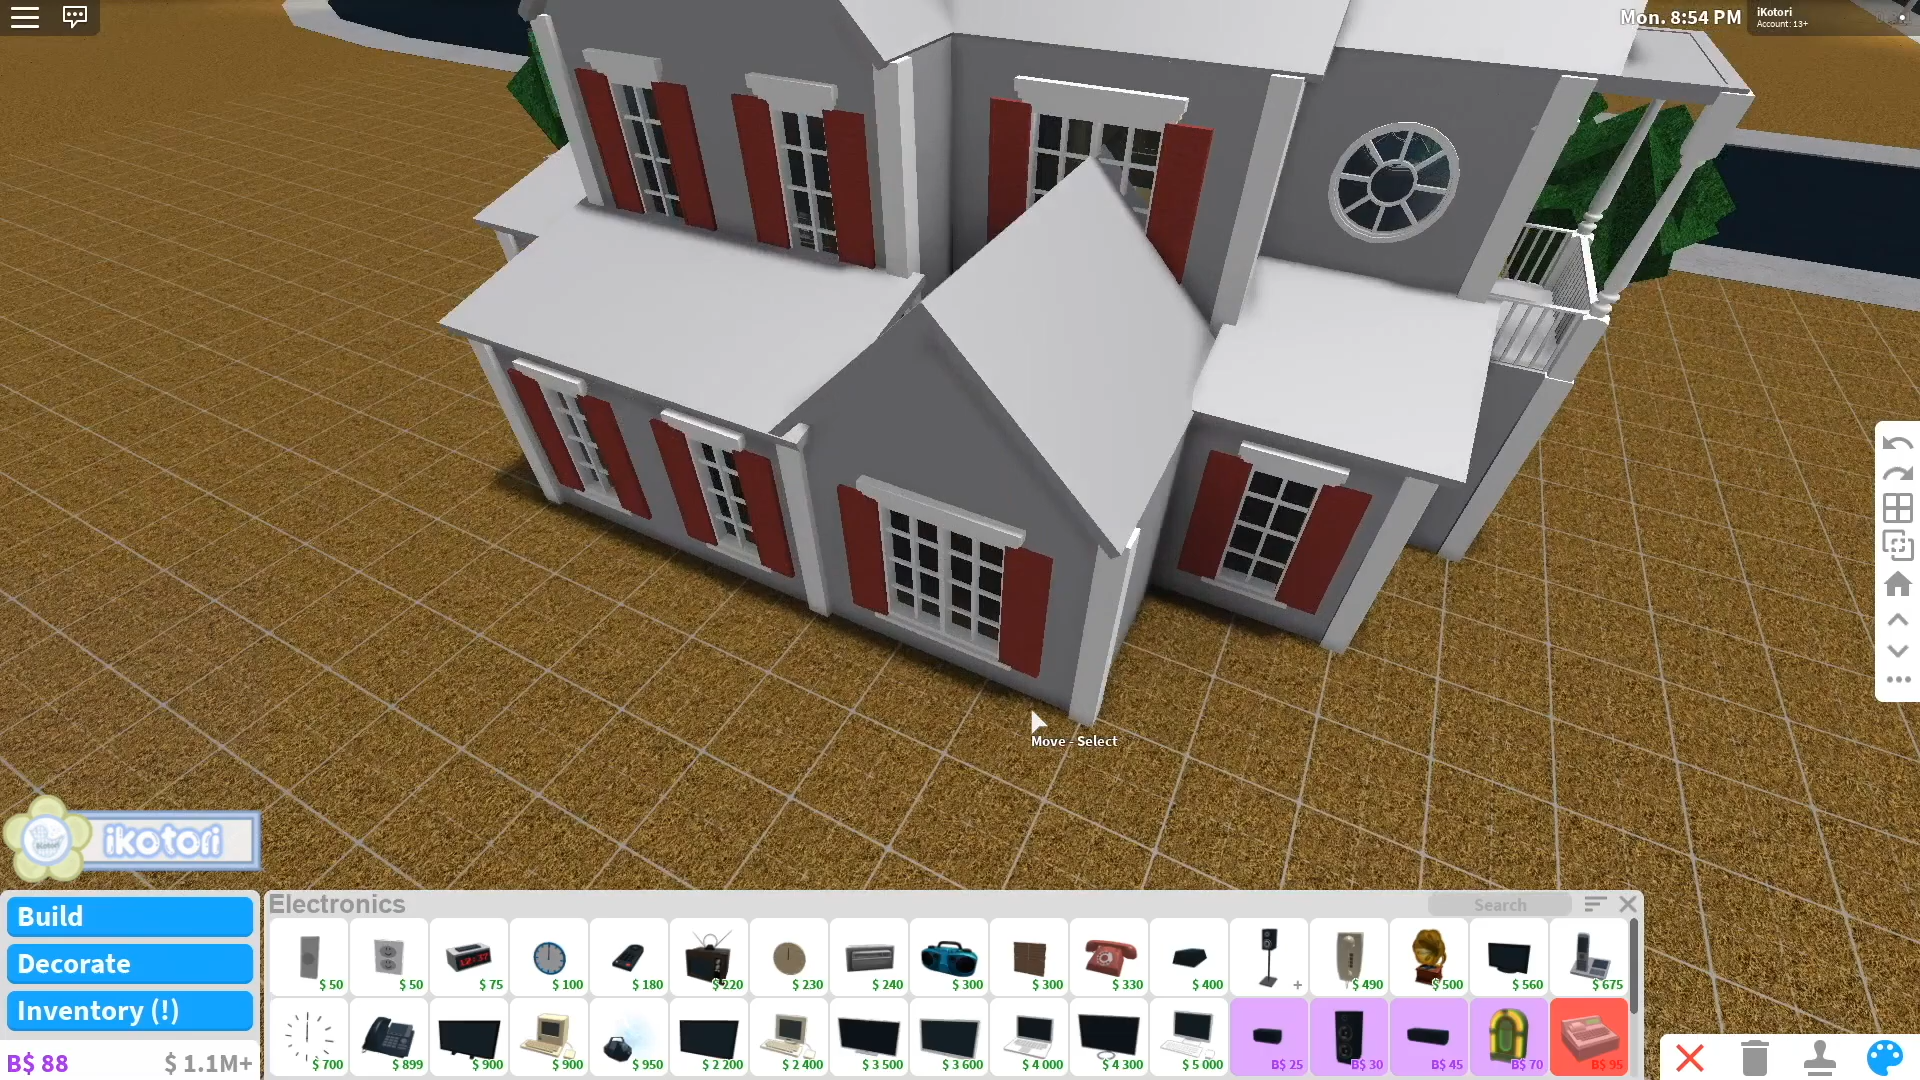 Mon. 8:54 PM
iKotori
Account: 13+
Move - Select
ikotori
Build
Decorate
Inventory (!)
B$ 88
$ 1.1M+
Electronics
Search
$ 50
$ 50
$ 75
$ 100
$ 180
$ 220
$ 230
$ 240
$ 300
$ 300
$ 330
$ 400
+
$ 490
$ 500
$ 560
$ 675
$ 700
$ 899
$ 900
$ 900
$ 950
$ 2 200
$ 2 400
$ 3 500
$ 3 600
$ 4 000
$ 4 300
$ 5 000
B$ 25
B$ 30
B$ 45
B$ 70
B$ 95